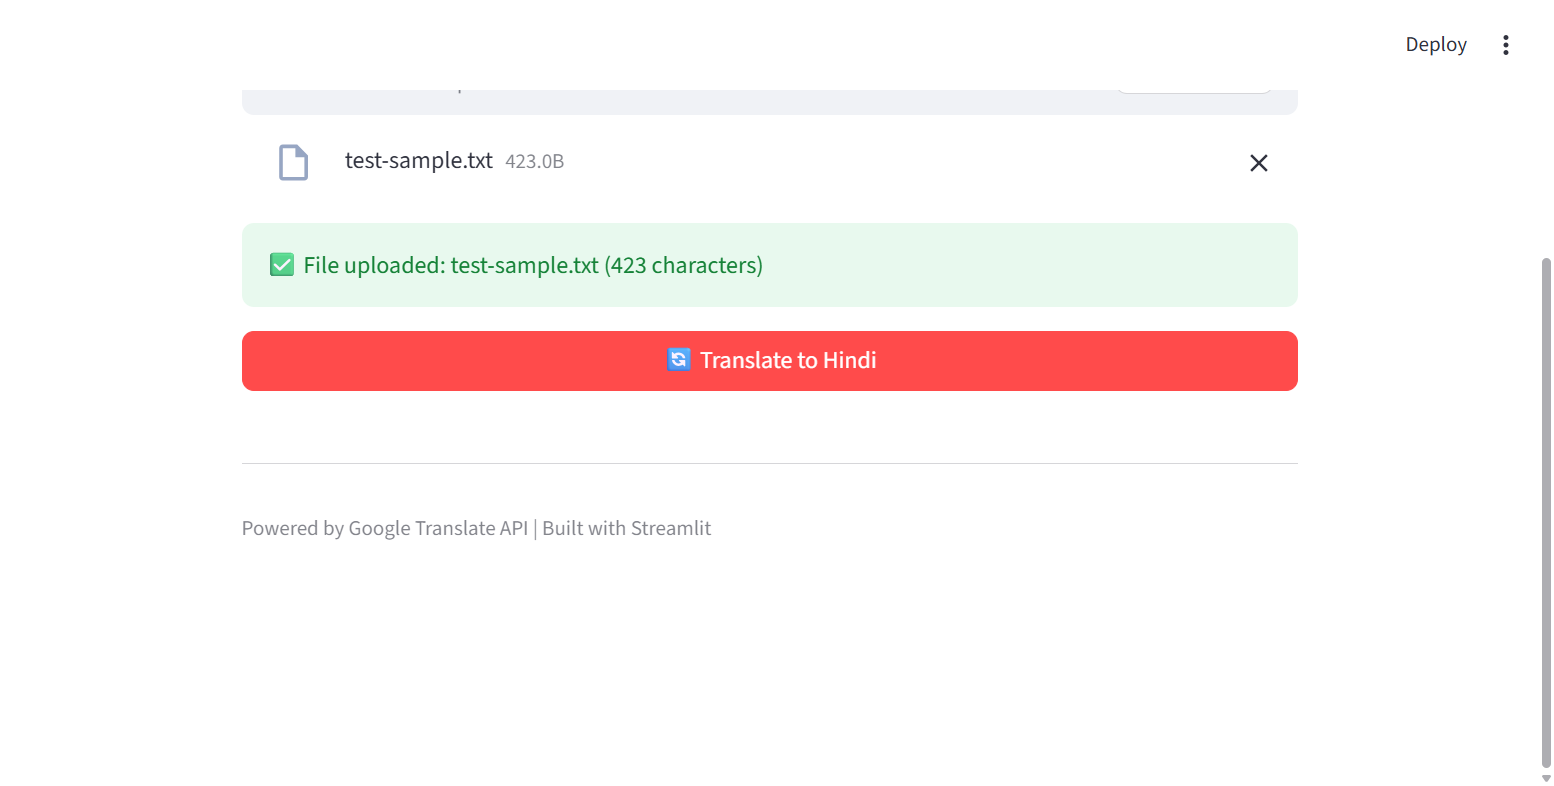 Deploy
test-sample.txt 423.0B
✅ File uploaded: test-sample.txt (423 characters)
🔄 Translate to Hindi
Powered by Google Translate API | Built with Streamlit